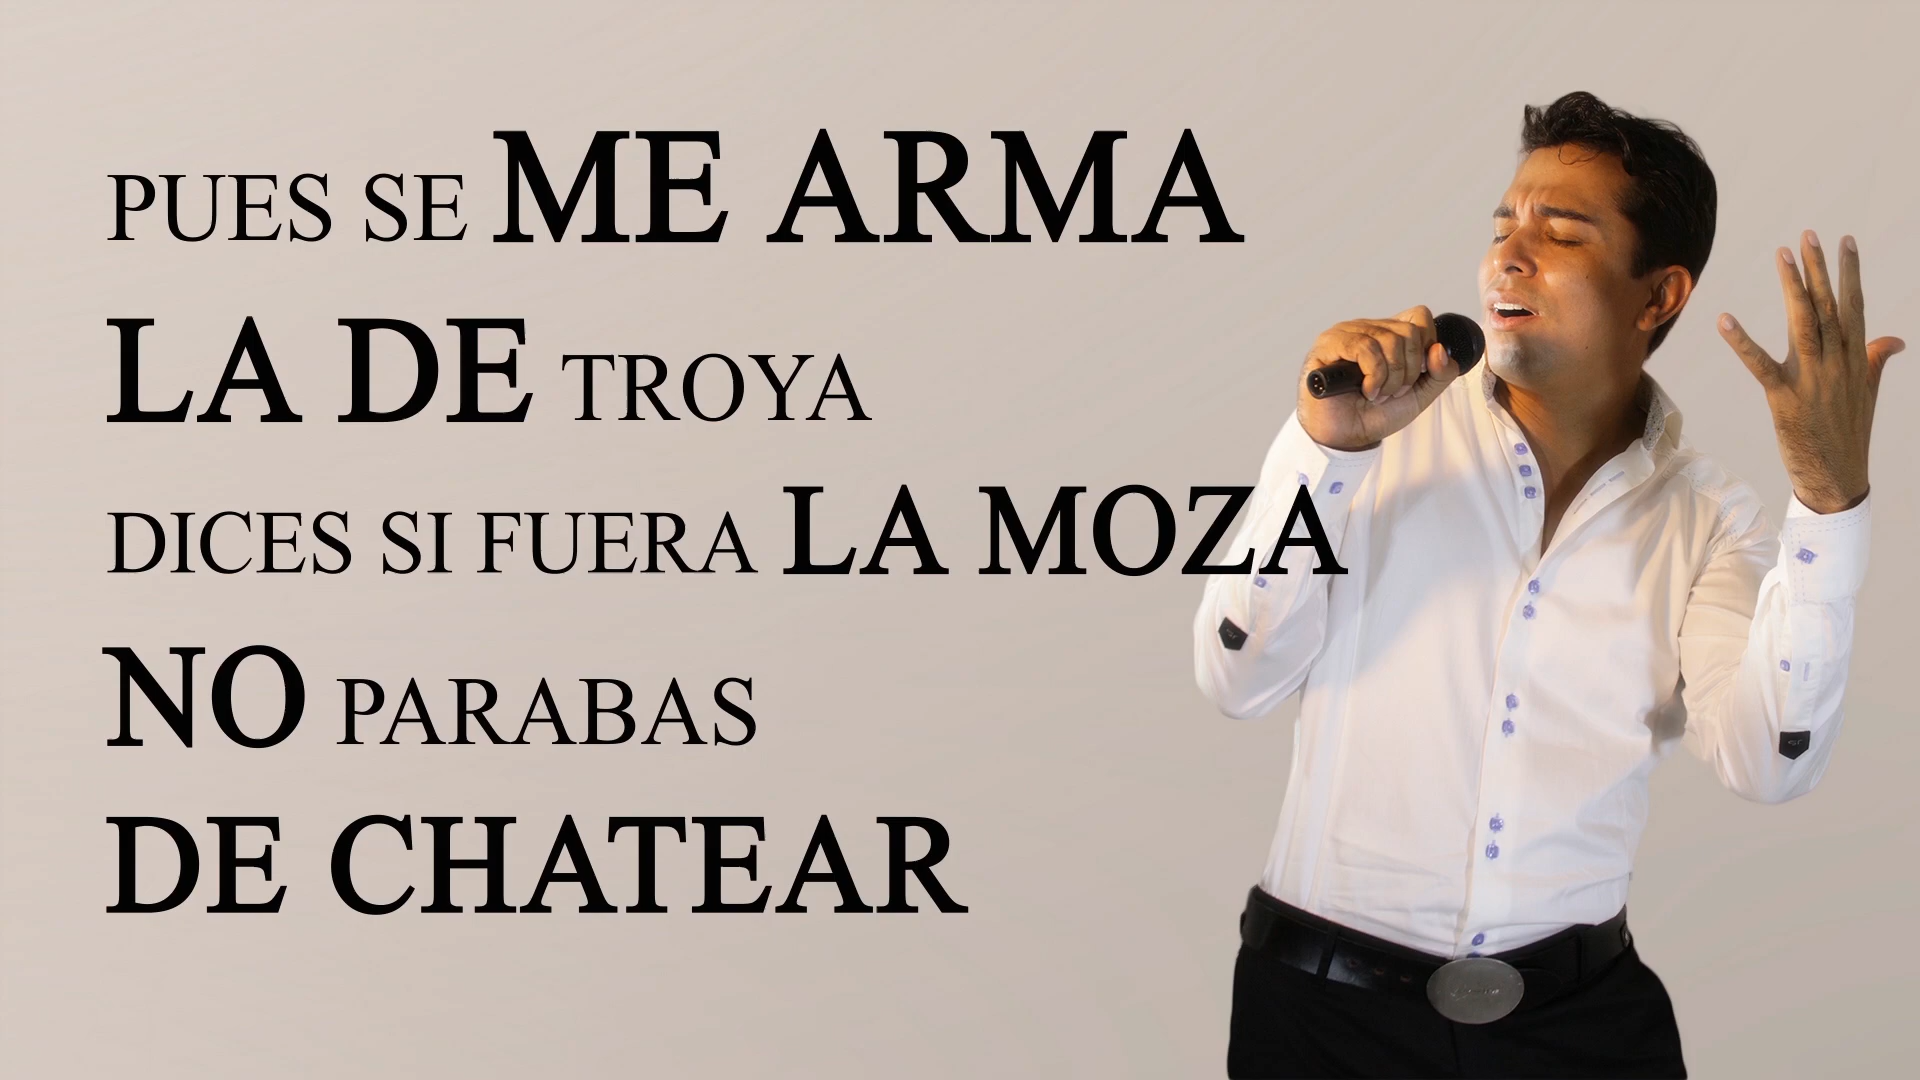 PUES SE ME ARMA
LA DE TROYA
DICES SI FUERA LA MOZA
NO PARABAS
DE CHATEAR